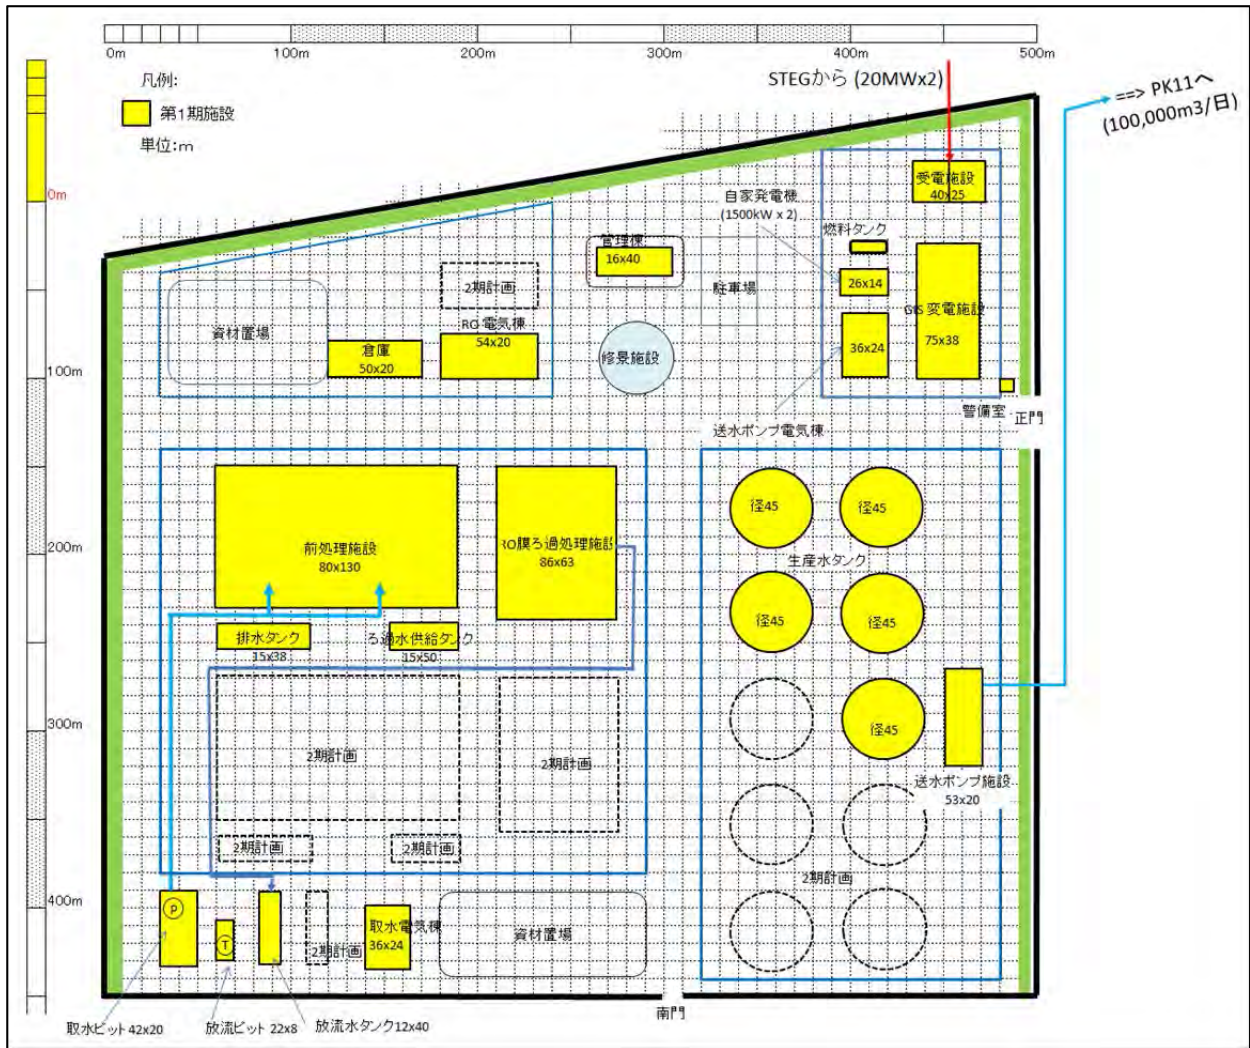 0m
100m
200m
300m
400m
500m
凡例:
第1期施設
単位:m
STEGから (20MWx2)
==> PK11へ
(100,000m3/日)
0m
受電施設
40x25
自家発電機
(1500kW x 2)
燃料タンク
管理棟
16x40
26x14
2期計画
駐車場
資材置場
RO 電気棟
54x20
GIS 変電施設
75x38
倉庫
50x20
修景施設
36x24
100m
警備室
正門
送水ポンプ電気棟
径45
径45
前処理施設
80x130
RO膜ろ過処理施設
86x63
200m
生産水タンク
径45
径45
排水タンク
15x38
ろ過水供給タンク
15x50
300m
径45
2期計画
2期計画
送水ポンプ施設
53x20
2期計画
2期計画
2期計画
400m
P
T
取水電気棟
36x24
資材置場
2期計画
南門
取水ピット 42x20
放流ピット 22x8
放流水タンク12x40